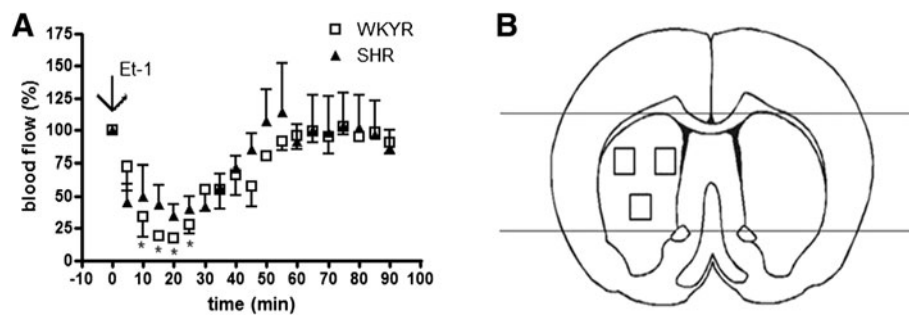 A
B
WKYR
SHR
Et-1
blood flow (%)
175
150
125
100
75
50
25
0
* * * *
-10 0 10 20 30 40 50 60 70 80 90 100
time (min)